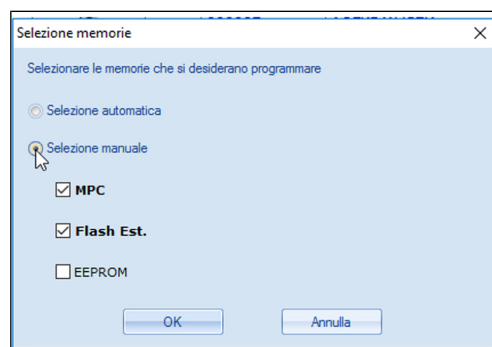 Selezione memorie
Selezionare le memorie che si desiderano programmare
Selezione automatica
Selezione manuale
MPC
Flash Est.
EEPROM
OK Annulla